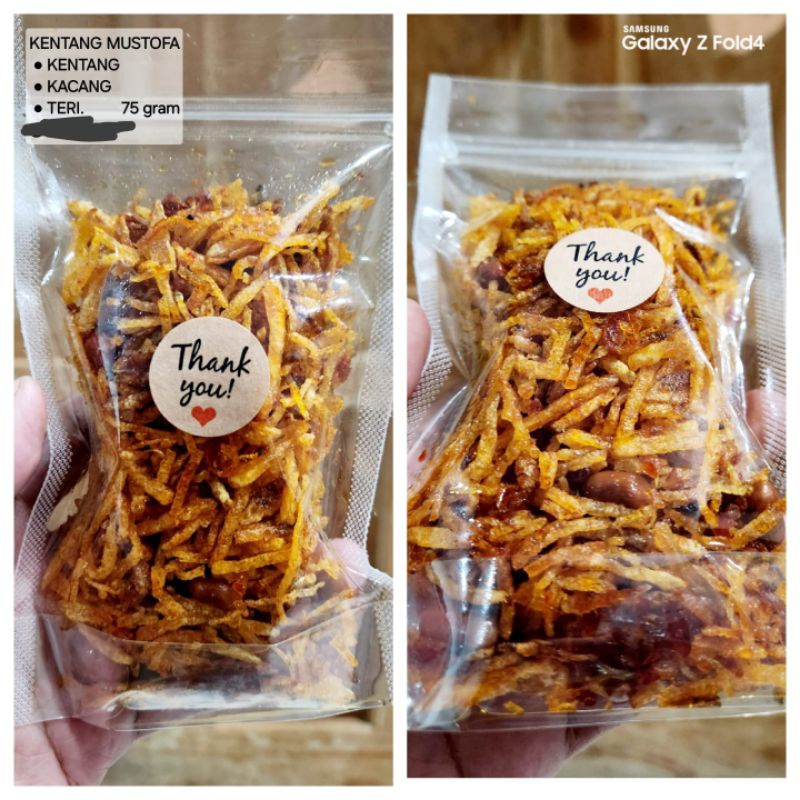 KENTANG MUSTOFA
● KENTANG
● KACANG
● TERI. 75 gram
Thank
you!
SAMSUNG
Galaxy Z Fold4
Thank
you!